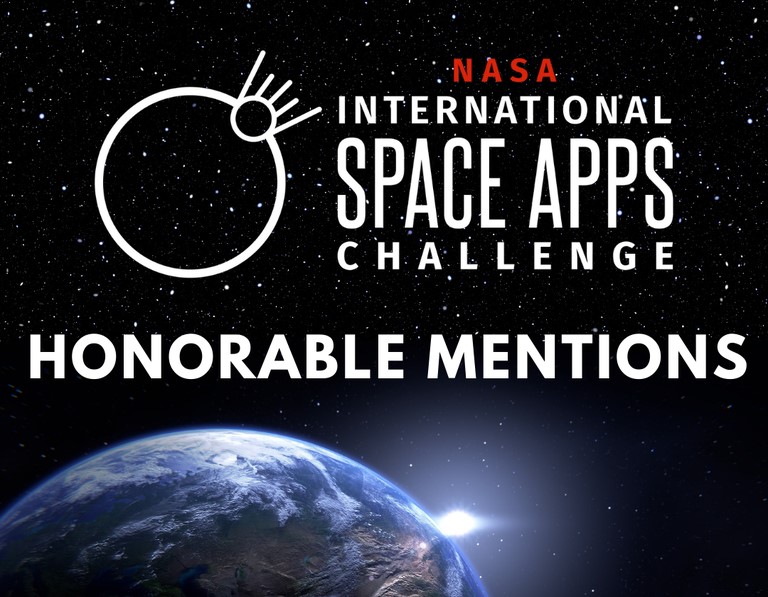 NASA
INTERNATIONAL
SPACE APPS
CHALLENGE
HONORABLE MENTIONS